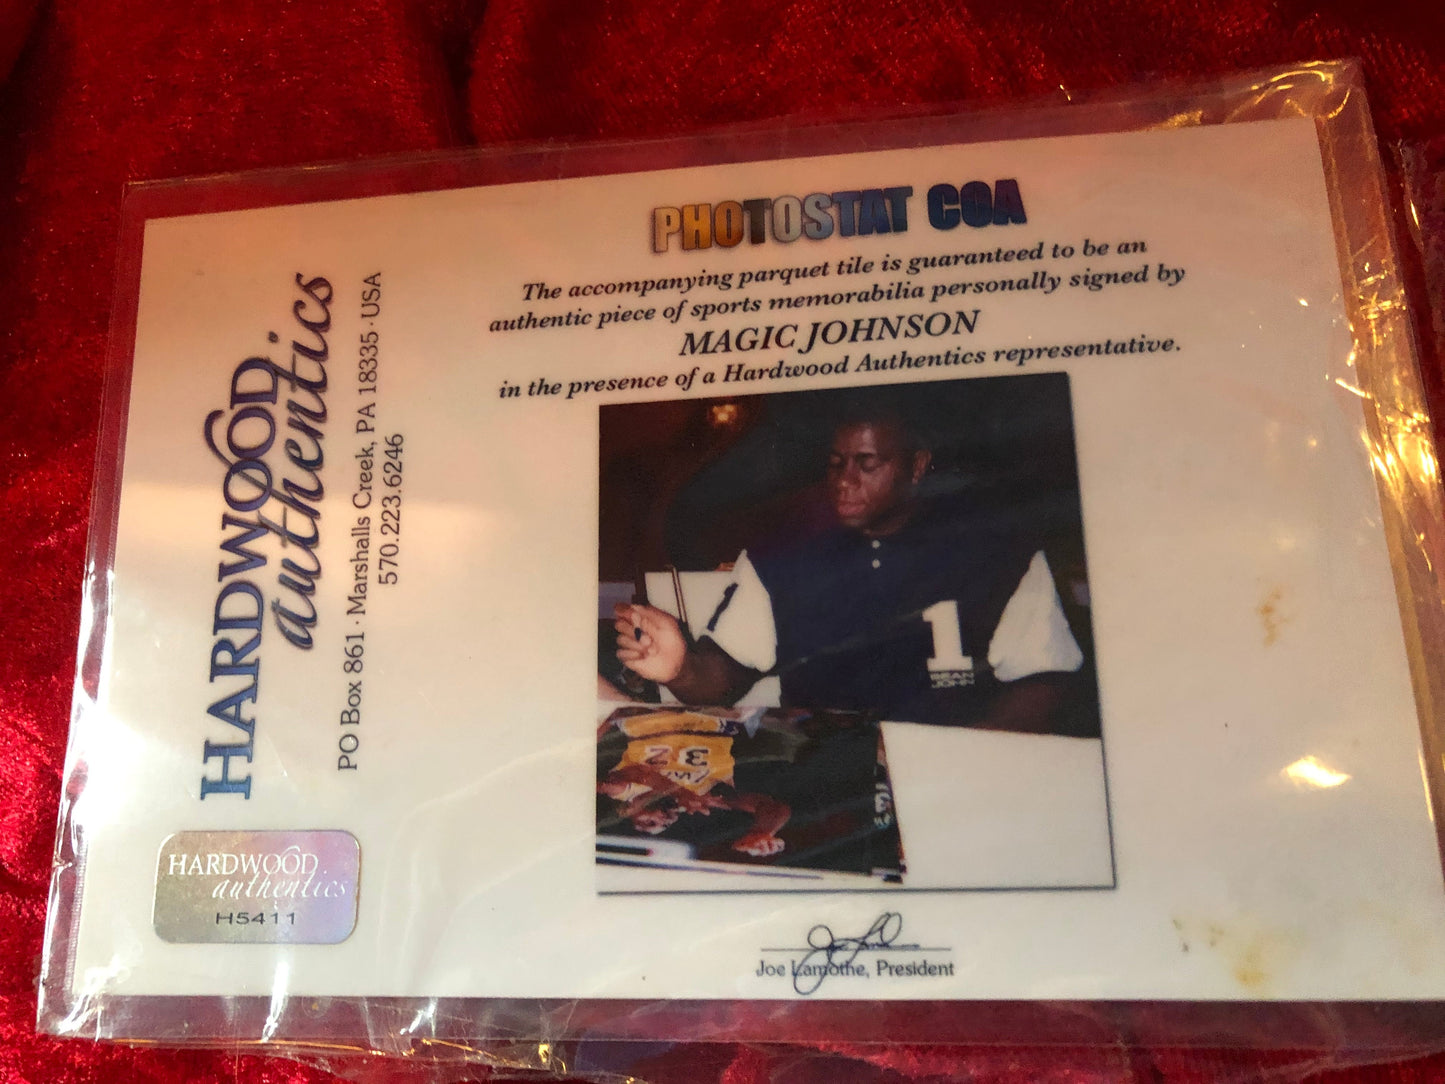 PHOTOSTAT COA
The accompanying parquet tile is guaranteed to be an
authentic piece of sports memorabilia personally signed by
MAGIC JOHNSON
in the presence of a Hardwood Authentics representative.
HARDWOOD
authentics
PO Box 861 · Marshalls Creek, PA 18335 · USA
570.223.6246
1
SEAN
JOHN
32
HARDWOOD
authentics
H5411
Joe Lamothe, President